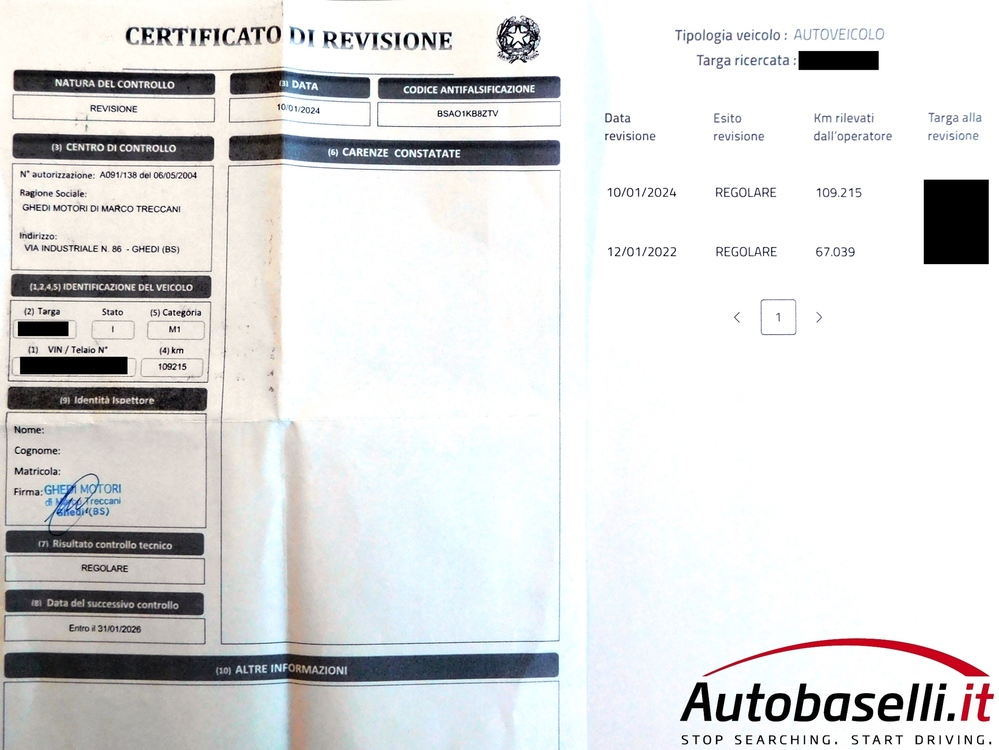 CERTIFICATO DI REVISIONE
NATURA DEL CONTROLLO
REVISIONE
(3) DATA
10/01/2024
CODICE ANTIFALSIFICAZIONE
BSAO1KB8ZTV
(3) CENTRO DI CONTROLLO
N° autorizzazione: A091/138 del 06/05/2004
Ragione Sociale:
GHEDI MOTORI DI MARCO TRECCANI
Indirizzo:
VIA INDUSTRIALE N. 86 - GHEDI (BS)
(6) CARENZE CONSTATATE
(1,2,4,5) IDENTIFICAZIONE DEL VEICOLO
(2) Targa Stato (5) Categoria
I M1
(1) VIN / Telaio N° (4) km
109215
(9) Identità Ispettore
Nome:
Cognome:
Matricola:
Firma: GHEDI MOTORI
di Marco Treccani
Ghedi (BS)
(7) Risultato controllo tecnico
REGOLARE
(8) Data del successivo controllo
Entro il 31/01/2026
(10) ALTRE INFORMAZIONI
Tipologia veicolo : AUTOVEICOLO
Targa ricercata :
Data revisione Esito revisione Km rilevati dall'operatore Targa alla revisione
10/01/2024 REGOLARE 109.215
12/01/2022 REGOLARE 67.039
< 1 >
Autobaselli.it
STOP SEARCHING. START DRIVING.